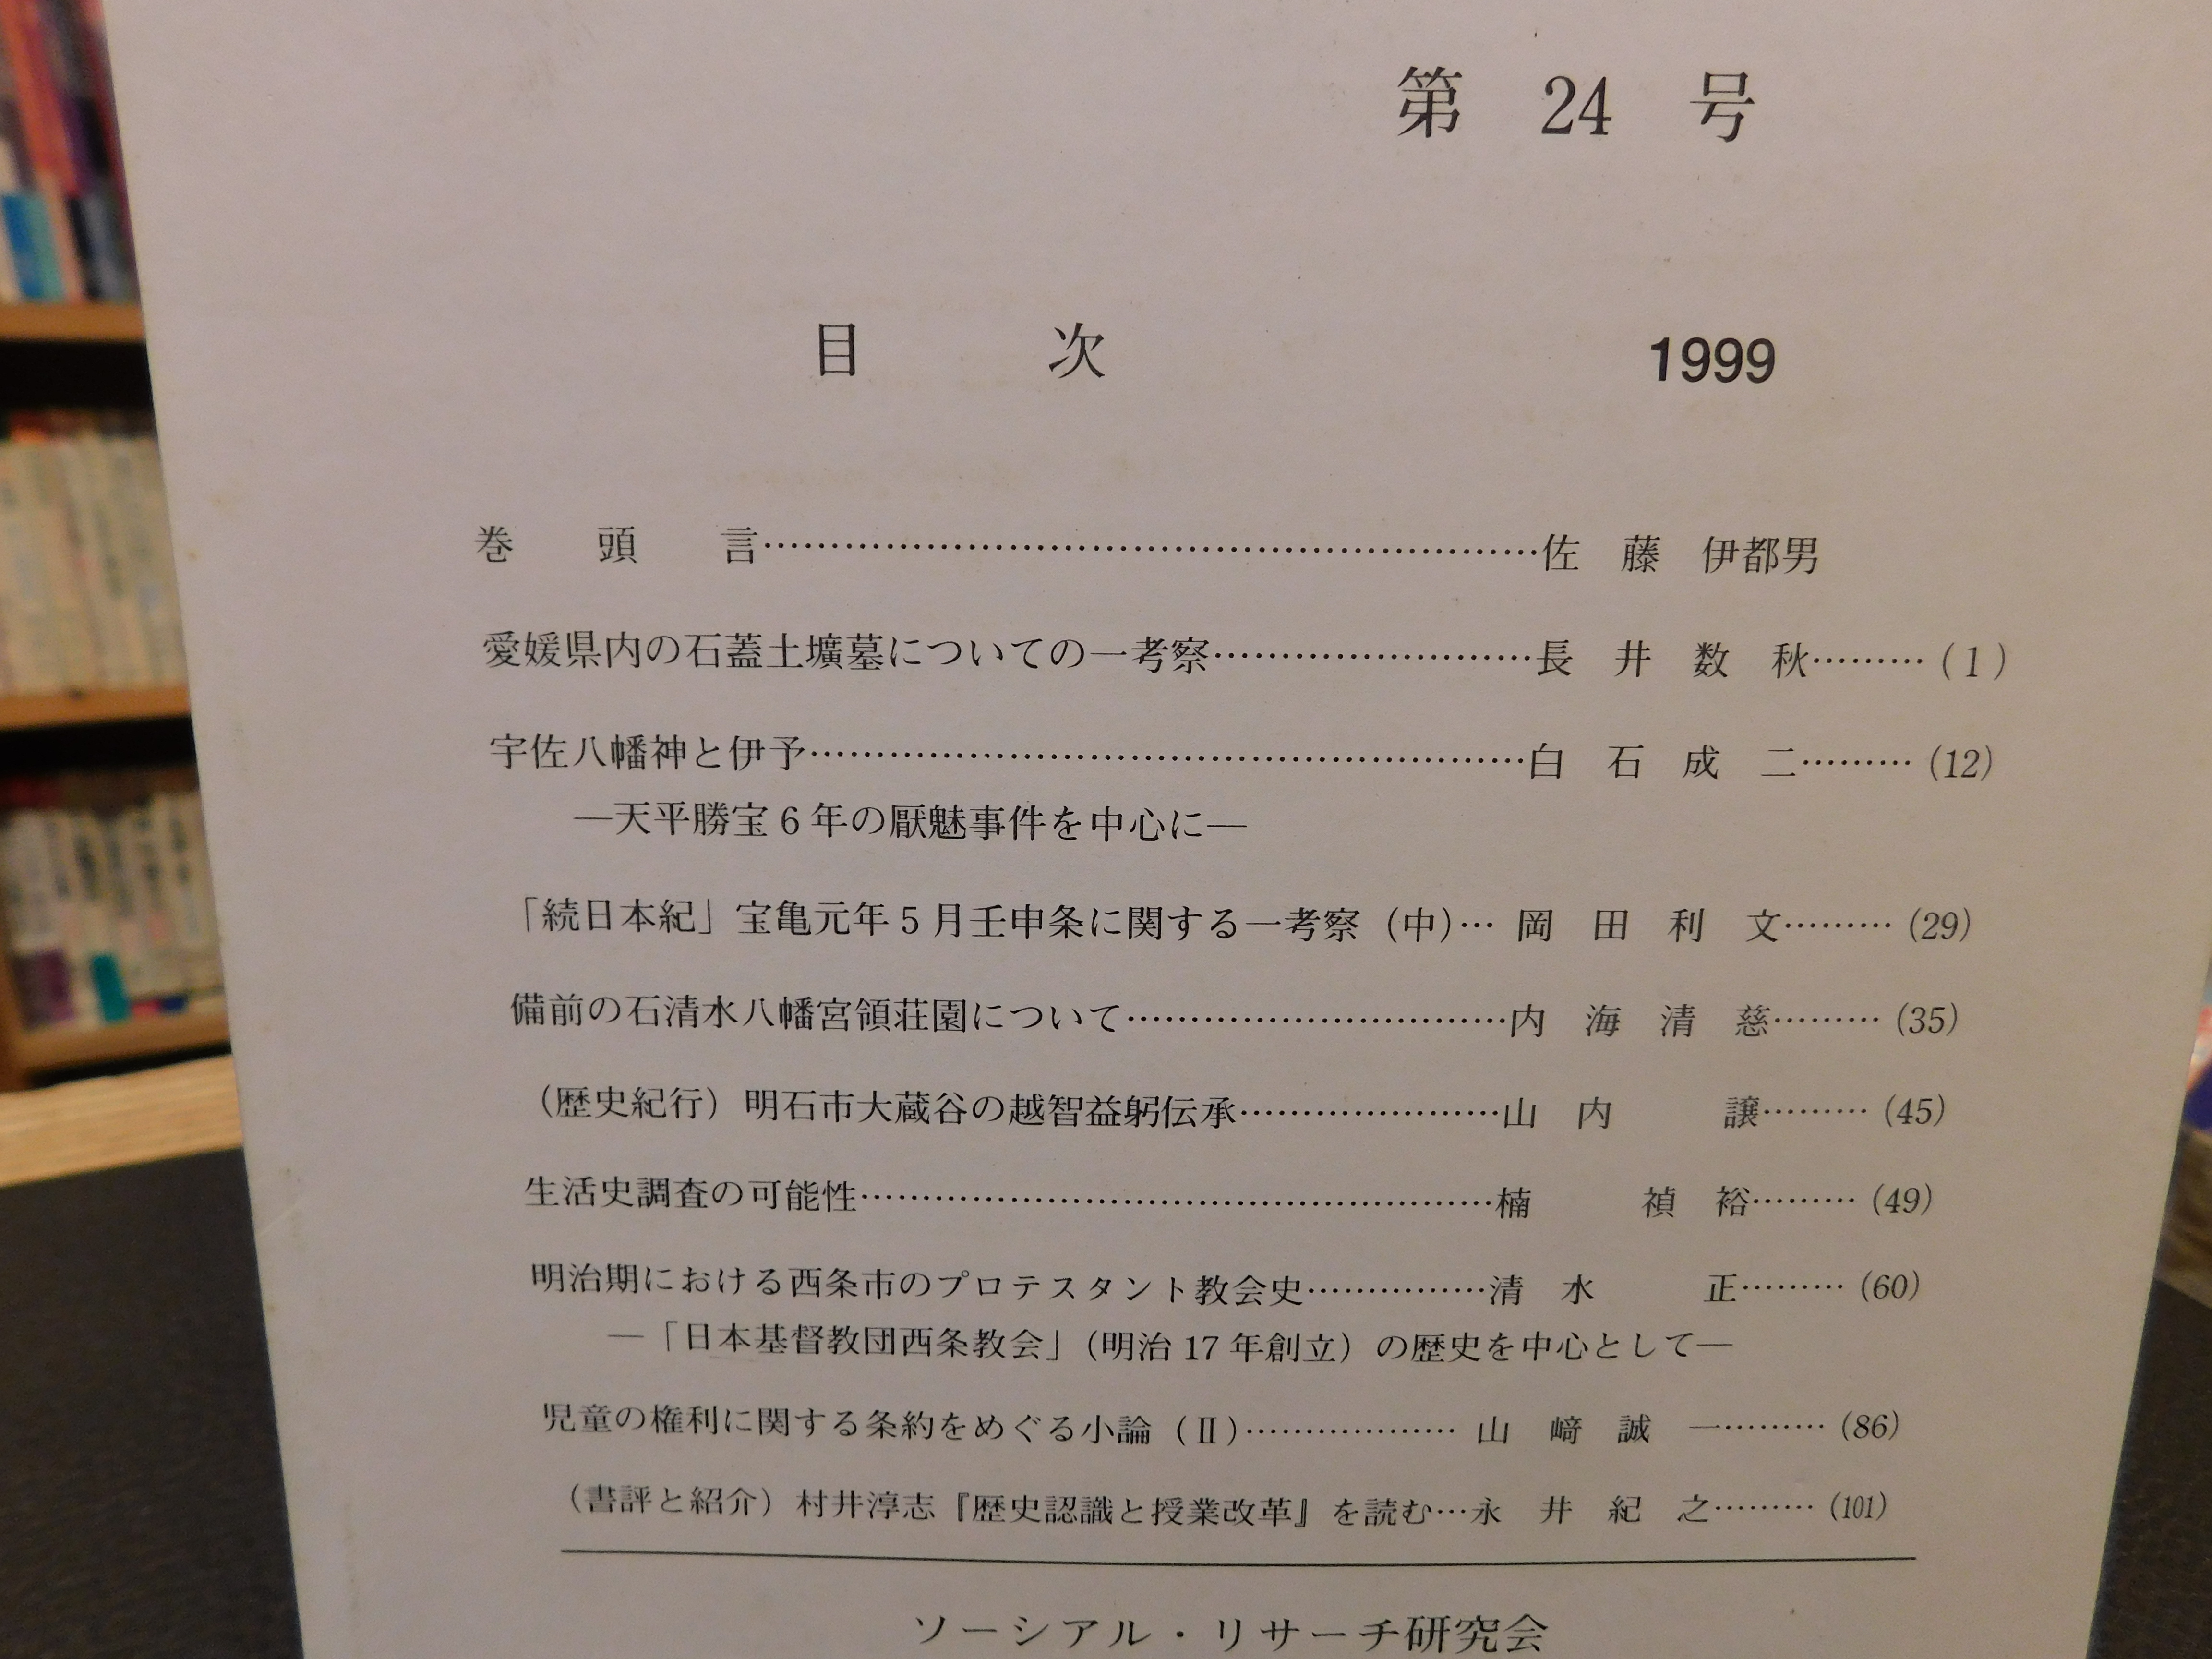 第 24 号
目 次 1999
巻 頭 言……………………………………………………佐 藤 伊都男
愛媛県内の石蓋土壙墓についての一考察……………………長 井 数 秋………(1)
宇佐八幡神と伊予………………………………………………白 石 成 二………(12)
―天平勝宝6年の厭魅事件を中心に―
「続日本紀」宝亀元年5月壬申条に関する一考察(中)… 岡 田 利 文………(29)
備前の石清水八幡宮領荘園について…………………………内 海 清 慈………(35)
(歴史紀行)明石市大蔵谷の越智益躬伝承…………………山 内 譲………(45)
生活史調査の可能性……………………………………………楠 禎 裕………(49)
明治期における西条市のプロテスタント教会史……………清 水 正………(60)
―「日本基督教団西条教会」(明治17年創立)の歴史を中心として―
児童の権利に関する条約をめぐる小論(Ⅱ)……………… 山 﨑 誠 一………(86)
(書評と紹介)村井淳志『歴史認識と授業改革』を読む…永 井 紀 之………(101)
ソーシアル・リサーチ研究会